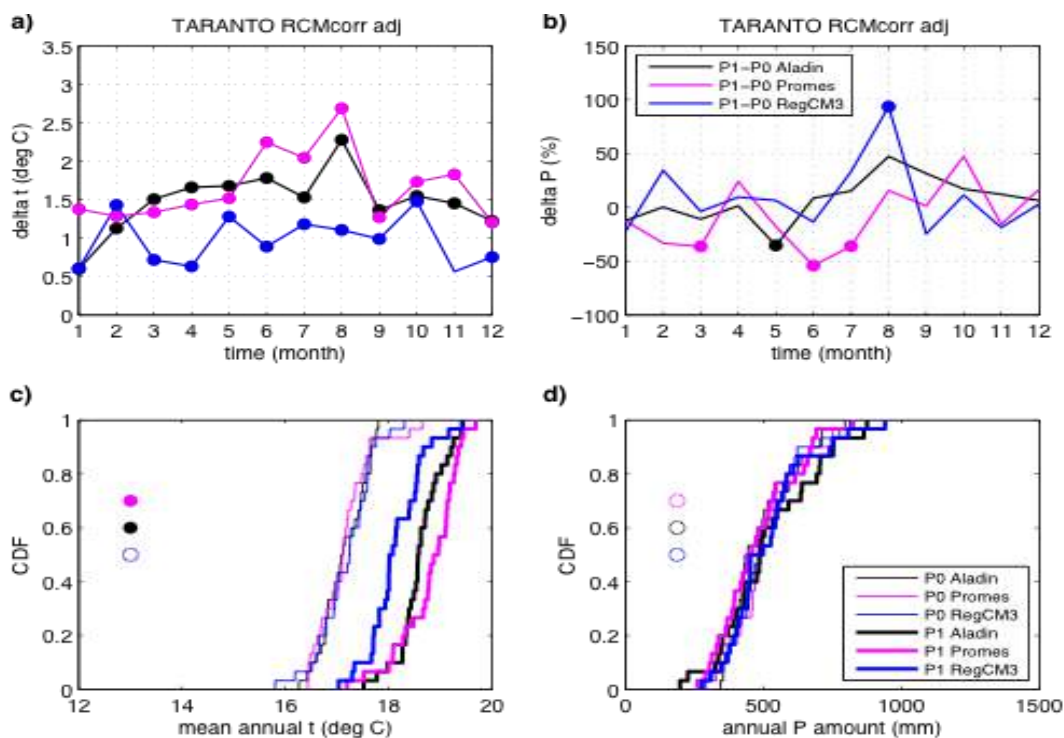 a)
TARANTO RCMcorr adj
3.5
3
2.5
2
1.5
1
0.5
0
delta t (deg C)
1 2 3 4 5 6 7 8 9 10 11 12
time (month)
b)
TARANTO RCMcorr adj
150
100
50
0
−50
−100
delta P (%)
P1−P0 Aladin
P1−P0 Promes
P1−P0 RegCM3
1 2 3 4 5 6 7 8 9 10 11 12
time (month)
c)
1
0.8
0.6
0.4
0.2
0
CDF
12 14 16 18 20
mean annual t (deg C)
d)
1
0.8
0.6
0.4
0.2
0
CDF
P0 Aladin
P0 Promes
P0 RegCM3
P1 Aladin
P1 Promes
P1 RegCM3
0 500 1000 1500
annual P amount (mm)